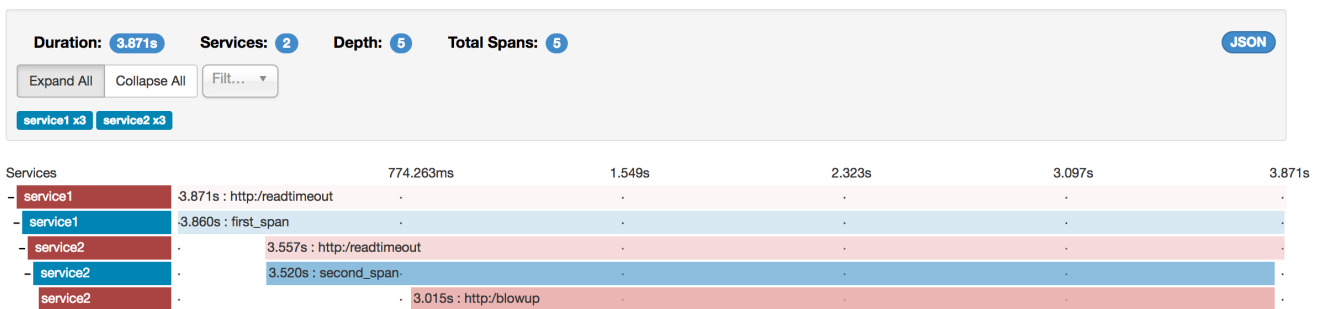 Duration: 3.871s Services: 2 Depth: 5 Total Spans: 5 JSON
Expand All Collapse All Filt...
service1 x3 service2 x3
Services 774.263ms 1.549s 2.323s 3.097s 3.871s
service1 3.871s : http:/readtimeout
service1 3.860s : first_span
service2 3.557s : http:/readtimeout
service2 3.520s : second_span
service2 3.015s : http:/blowup